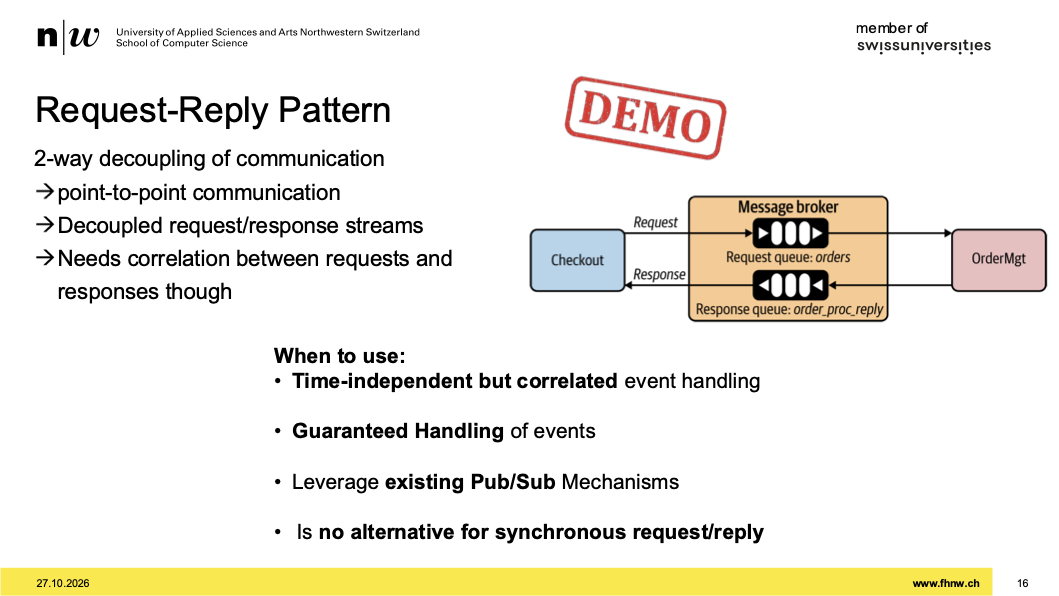 n|w University of Applied Sciences and Arts Northwestern Switzerland
School of Computer Science
member of
swissuniversities
Request-Reply Pattern
DEMO
2-way decoupling of communication
→point-to-point communication
→Decoupled request/response streams
→Needs correlation between requests and
responses though
Message broker
Request
Request queue: orders
Checkout
OrderMgt
Response
Response queue: order_proc_reply
When to use:
• Time-independent but correlated event handling
• Guaranteed Handling of events
• Leverage existing Pub/Sub Mechanisms
• Is no alternative for synchronous request/reply
27.10.2026
www.fhnw.ch
16